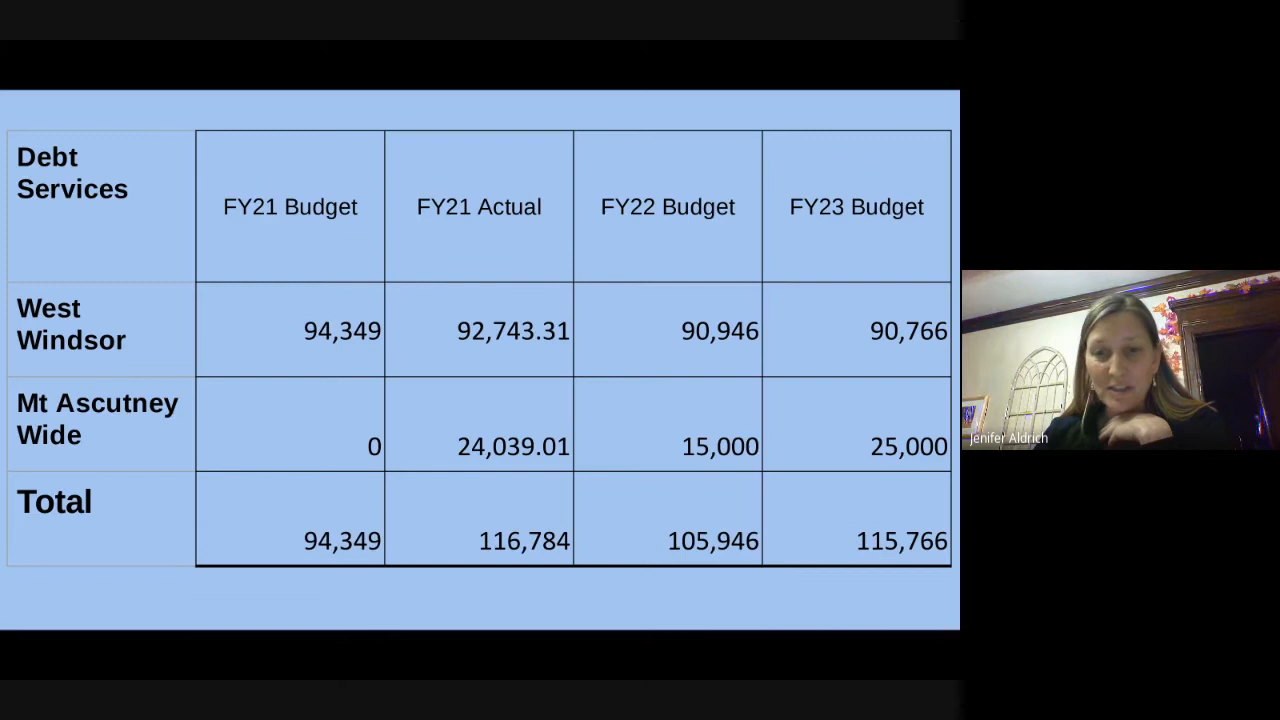 Debt
Services
FY21 Budget
FY21 Actual
FY22 Budget
FY23 Budget
West
Windsor
94,349
92,743.31
90,946
90,766
Mt Ascutney
Wide
0
24,039.01
15,000
25,000
Total
94,349
116,784
105,946
115,766
Jenifer Aldrich